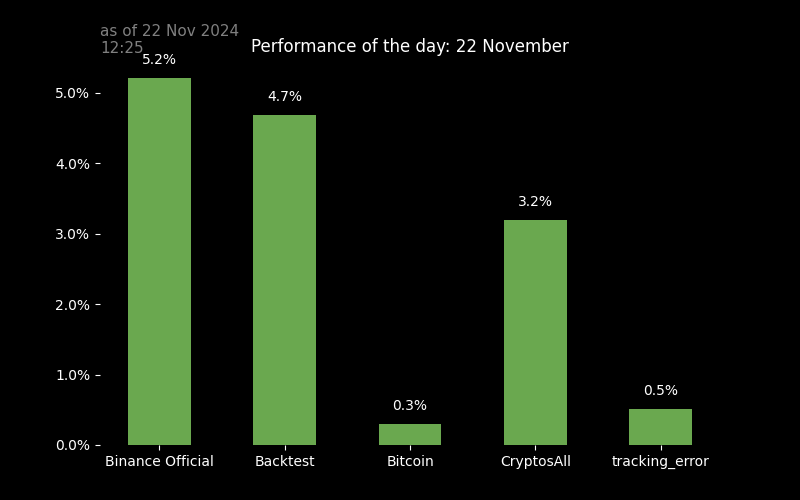 as of 22 Nov 2024
12:25
Performance of the day: 22 November
5.2%
4.7%
0.3%
3.2%
0.5%
5.0%
4.0%
3.0%
2.0%
1.0%
0.0%
Binance Official
Backtest
Bitcoin
CryptosAll
tracking_error